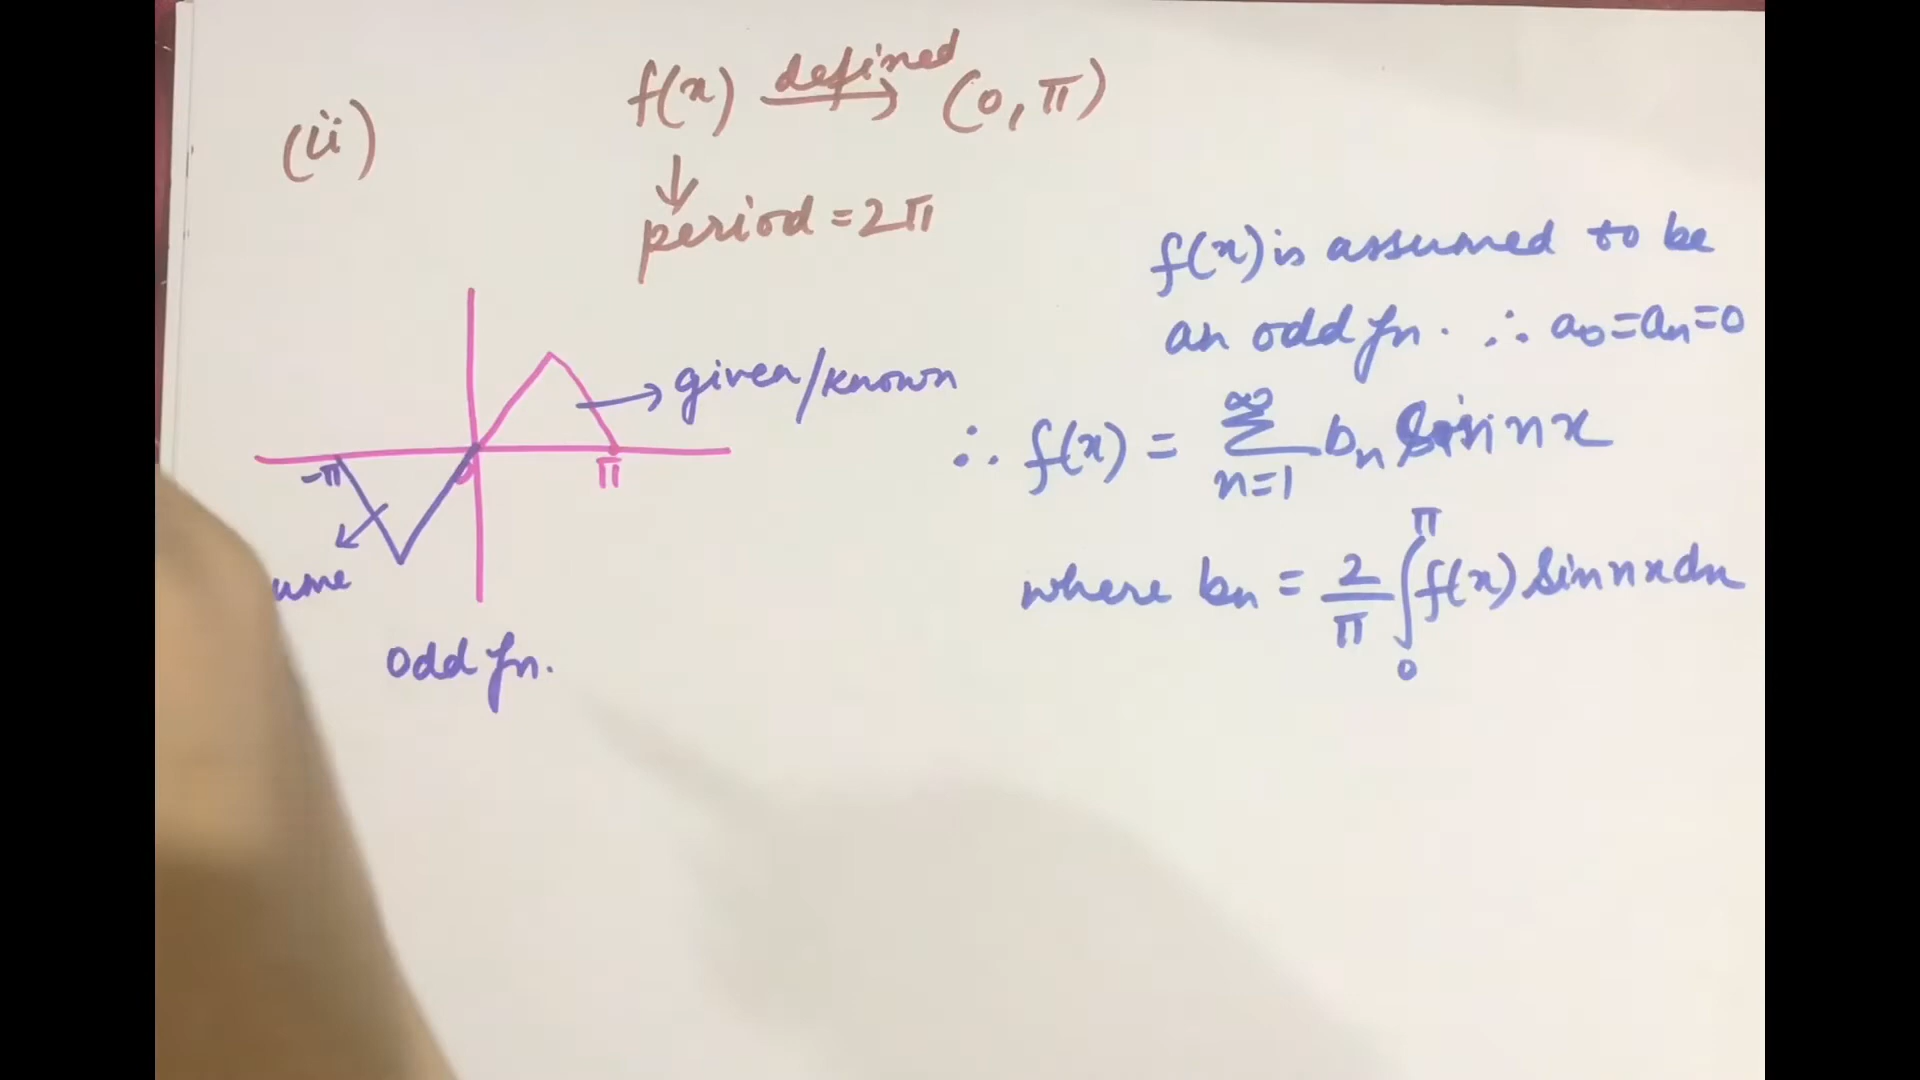 (ii)
f(x) defined→ (0, π)
↓
period = 2π
given/known
-π
π
odd fn.
f(x) is assumed to be
an odd fn. ∴ a₀ = aₙ = 0
∴ f(x) = ∑ₙ₌₁^∞ bₙ Sin nx
where bₙ = 2/π ∫₀^π f(x) Sin nx dx